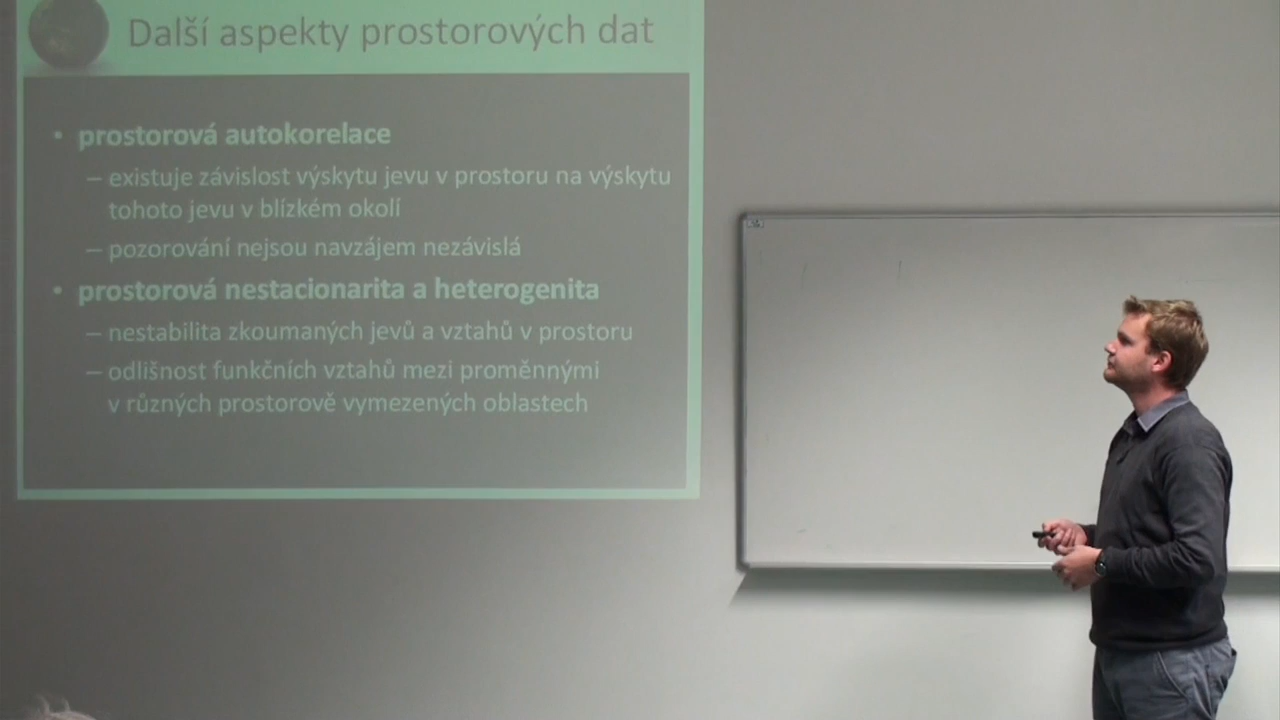 Další aspekty prostorových dat
• prostorová autokorelace
– existuje závislost výskytu jevu v prostoru na výskytu
tohoto jevu v blízkém okolí
– pozorování nejsou navzájem nezávislá
• prostorová nestacionarita a heterogenita
– nestabilita zkoumaných jevů a vztahů v prostoru
– odlišnost funkčních vztahů mezi proměnnými
v různých prostorově vymezených oblastech